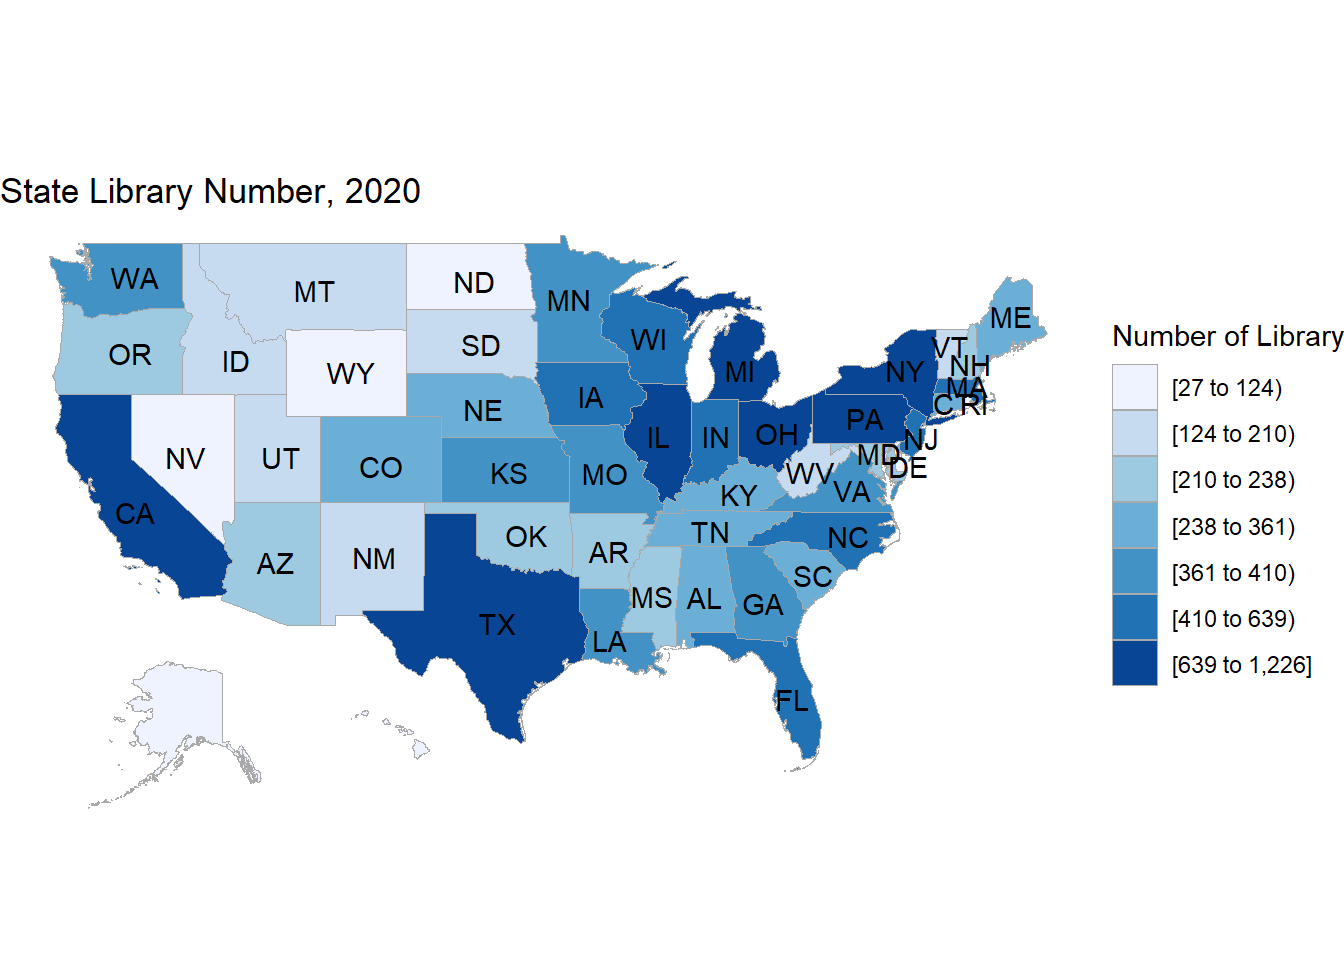 State Library Number, 2020
WA
MT
ND
MN
ME
OR
ID
WY
SD
WI
MI
NY
VT
NH
MA
CT
RI
NV
UT
CO
NE
KS
IA
MO
IL
IN
OH
PA
NJ
MD
DE
WV
VA
KY
CA
AZ
NM
OK
AR
TN
NC
SC
TX
LA
MS
AL
GA
FL
Number of Library
[27 to 124)
[124 to 210)
[210 to 238)
[238 to 361)
[361 to 410)
[410 to 639)
[639 to 1,226]